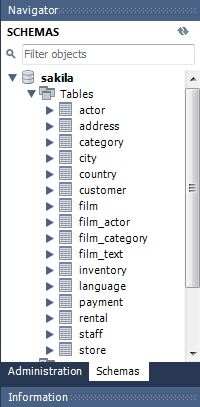 Navigator
SCHEMAS
Filter objects
sakila
Tables
actor
address
category
city
country
customer
film
film_actor
film_category
film_text
inventory
language
payment
rental
staff
store
Administration Schemas
Information